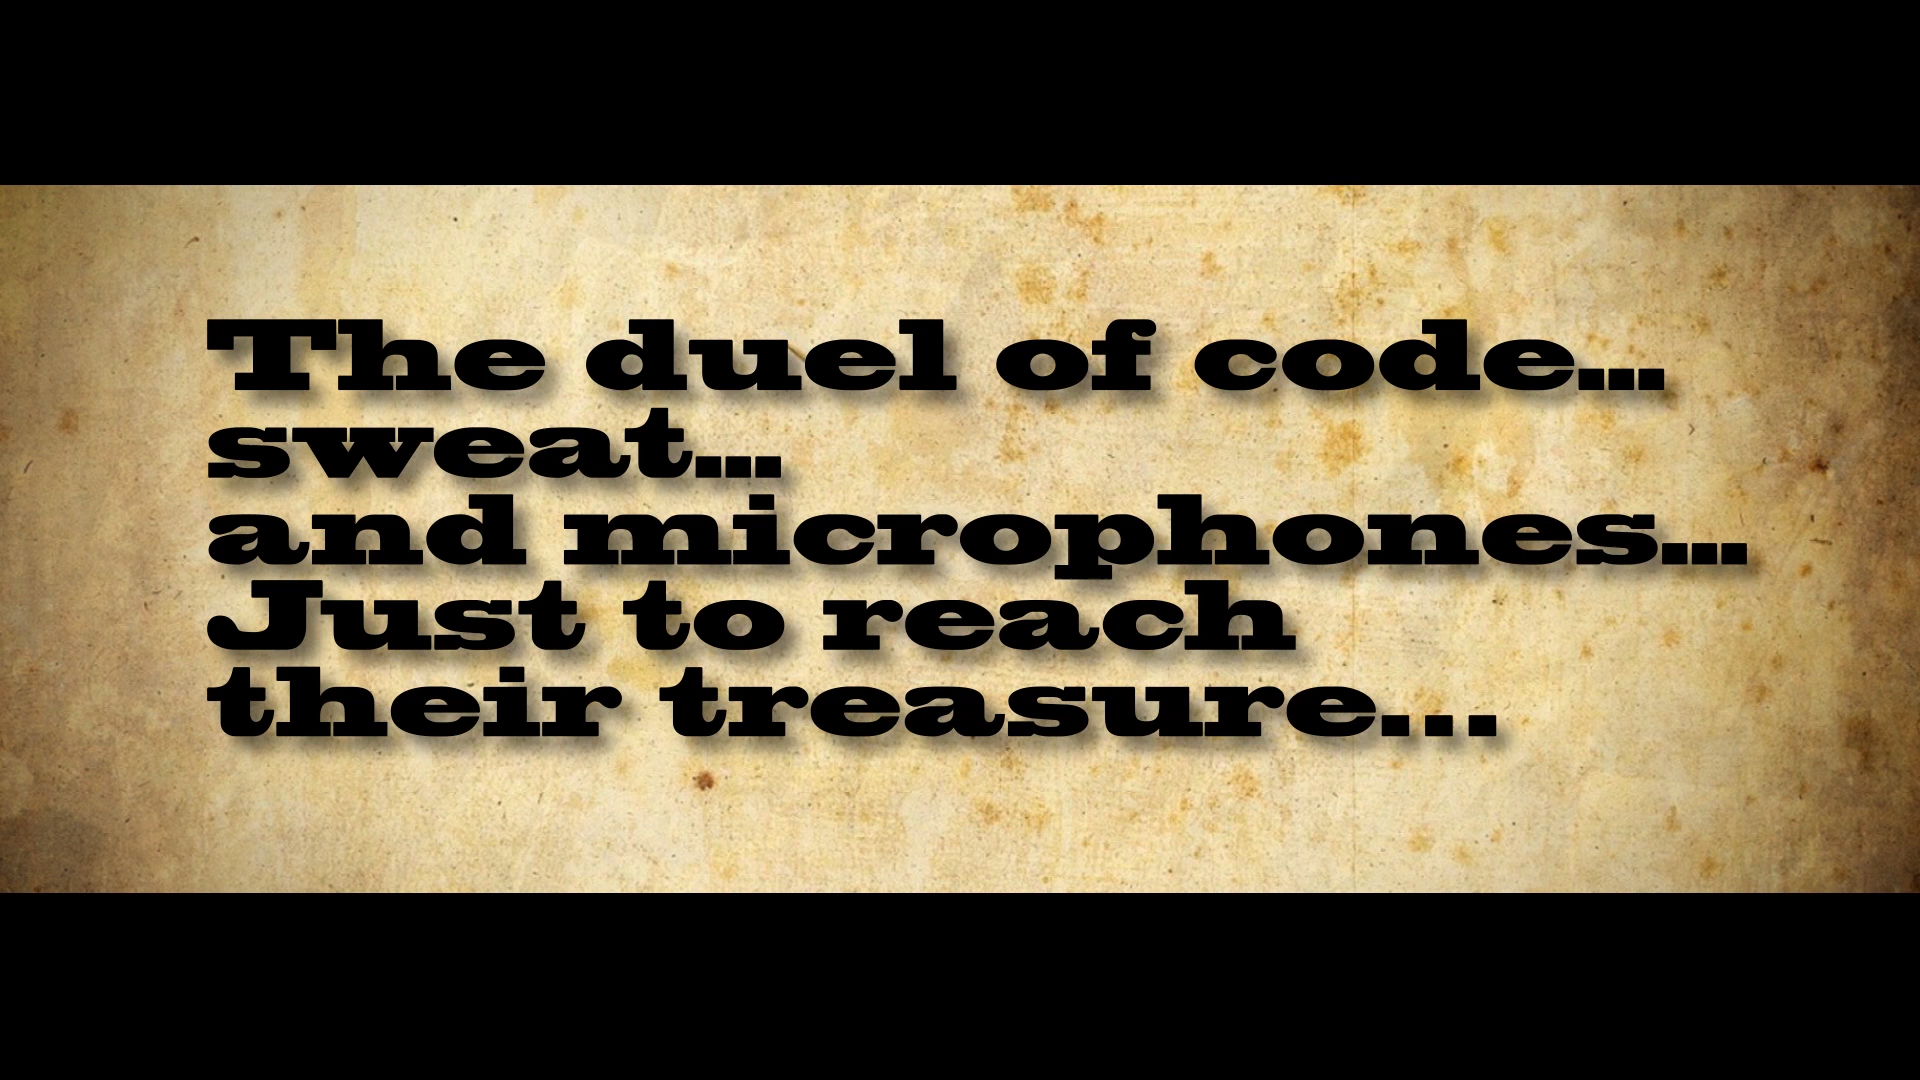 The duel of code...
sweat...
and microphones...
Just to reach
their treasure...